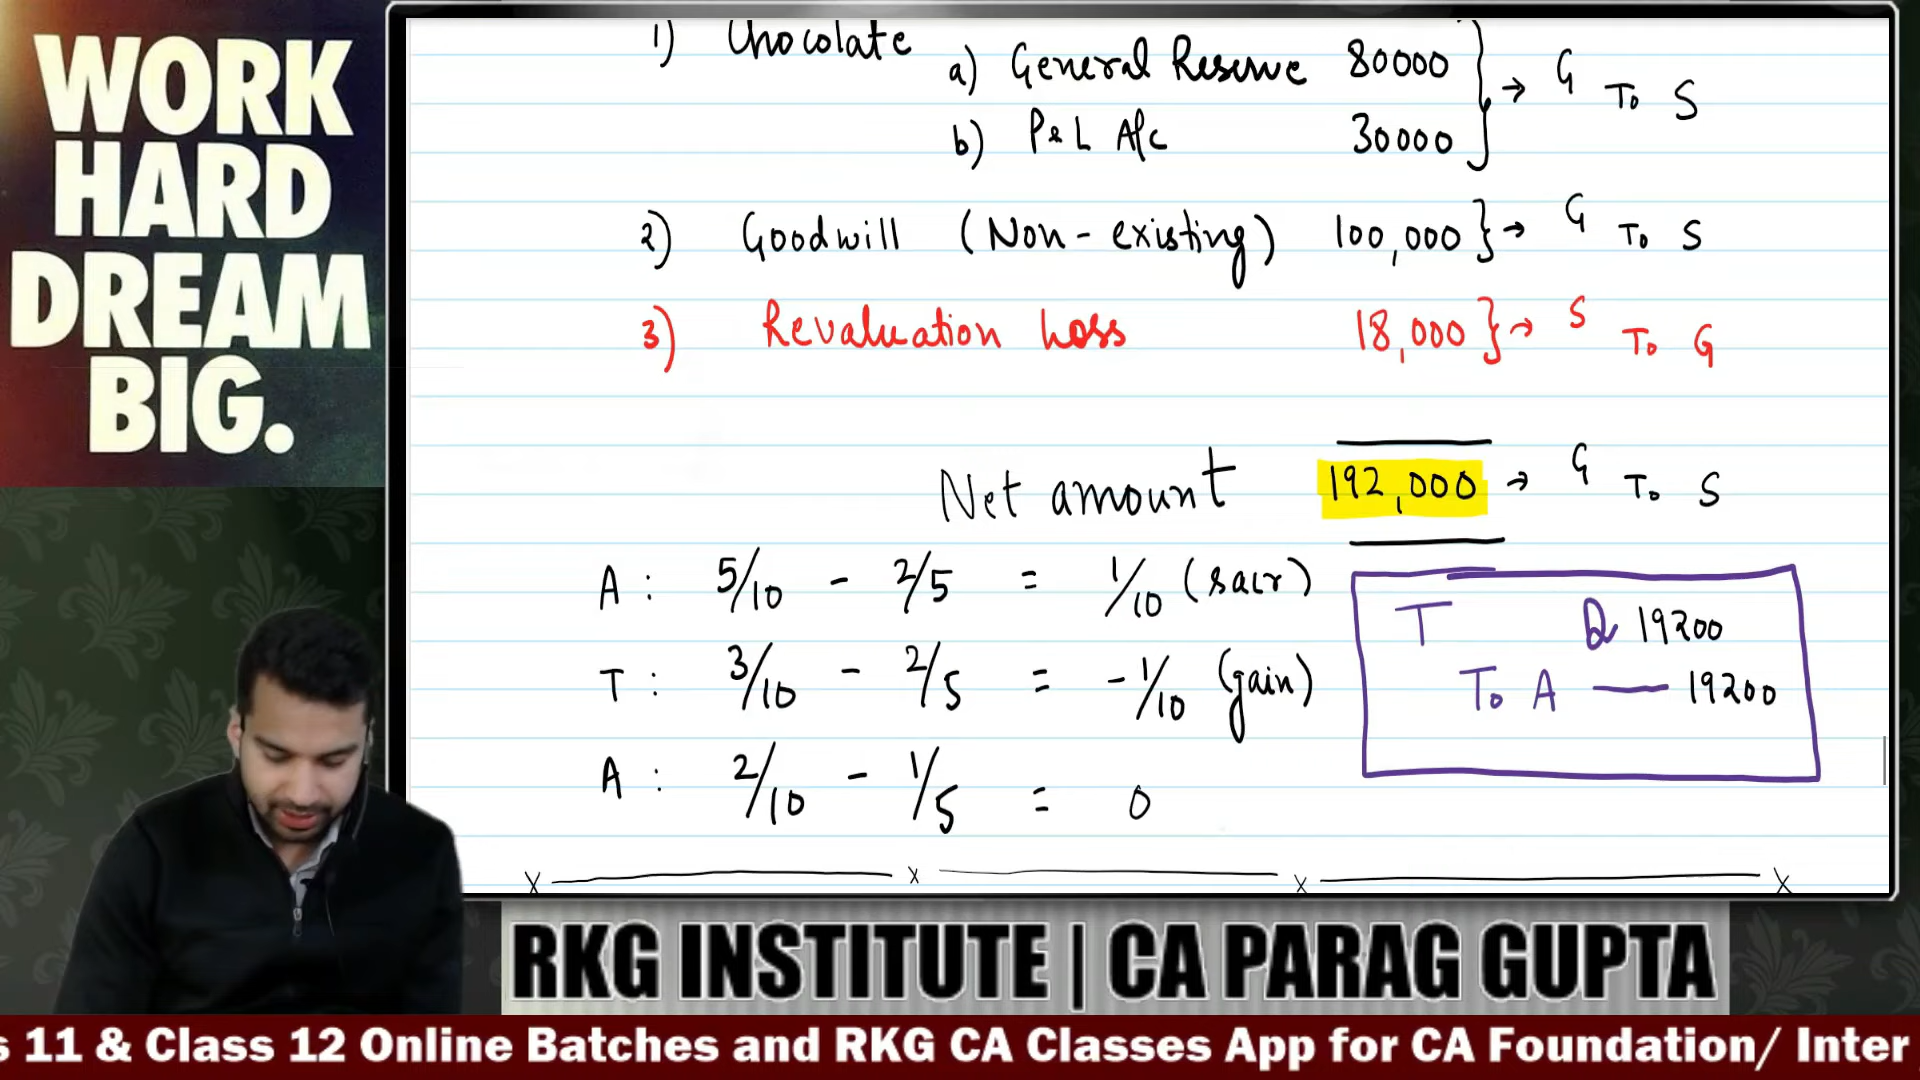 WORK
HARD
DREAM
BIG.
1) Chocolate a) General Reserve 80000 } → G To S
b) P & L A/c 30000
2) Goodwill (Non-existing) 100,000 } → G To S
3) Revaluation Loss 18,000 } → S To G
Net amount 192,000 → G To S
A : 5/10 - 2/5 = 1/10 (sacr)
T : 3/10 - 2/5 = -1/10 (gain)
A : 2/10 - 1/5 = 0
T Dr 19200
To A — 19200
x x x x
RKG INSTITUTE | CA PARAG GUPTA
s 11 & Class 12 Online Batches and RKG CA Classes App for CA Foundation/ Inter